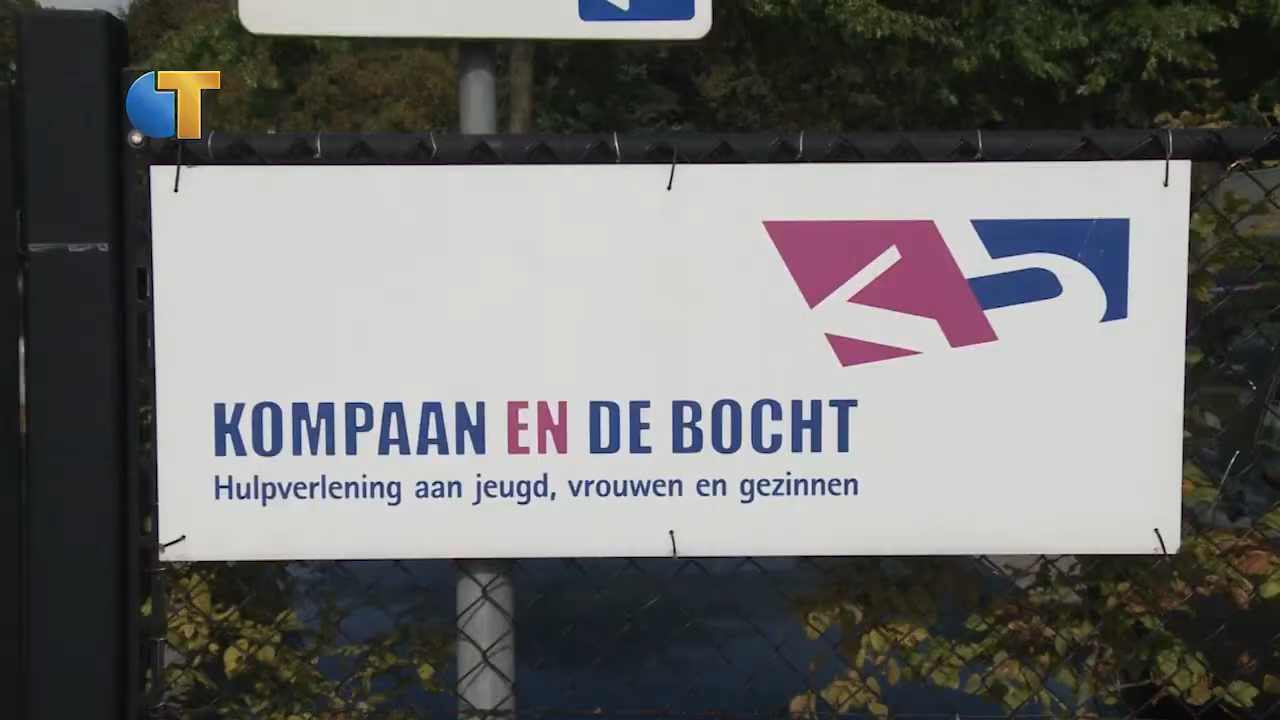 T
KOMPAAN EN DE BOCHT
Hulpverlening aan jeugd, vrouwen en gezinnen